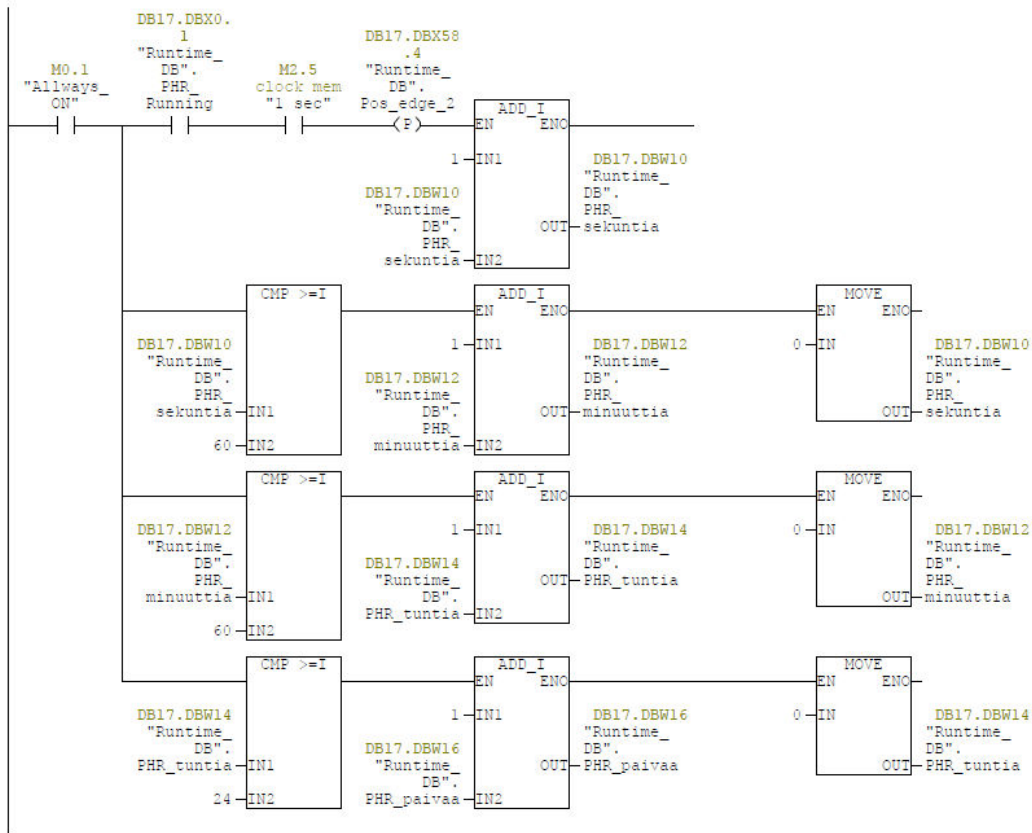 DB17.DBX0.
1
"Runtime_
DB".
PHR_
Running
M0.1
"Allways_
ON"
M2.5
clock mem
"1 sec"
DB17.DBX58
.4
"Runtime_
DB".
Pos_edge_2
(P)
ADD_I
EN ENO
1 IN1
DB17.DBW10
"Runtime_
DB".
PHR_
sekuntia IN2
DB17.DBW10
"Runtime_
DB".
PHR_
OUT sekuntia
CMP >=I
DB17.DBW10
"Runtime_
DB".
PHR_
sekuntia IN1
60 IN2
ADD_I
EN ENO
1 IN1
DB17.DBW12
"Runtime_
DB".
PHR_
minuuttia IN2
DB17.DBW12
"Runtime_
DB".
PHR_
OUT minuuttia
MOVE
EN ENO
0 IN
DB17.DBW10
"Runtime_
DB".
PHR_
OUT sekuntia
CMP >=I
DB17.DBW12
"Runtime_
DB".
PHR_
minuuttia IN1
60 IN2
ADD_I
EN ENO
1 IN1
DB17.DBW14
"Runtime_
DB".
PHR_tuntia IN2
DB17.DBW14
"Runtime_
DB".
OUT PHR_tuntia
MOVE
EN ENO
0 IN
DB17.DBW12
"Runtime_
DB".
PHR_
OUT minuuttia
CMP >=I
DB17.DBW14
"Runtime_
DB".
PHR_tuntia IN1
24 IN2
ADD_I
EN ENO
1 IN1
DB17.DBW16
"Runtime_
DB".
PHR_paivaa IN2
DB17.DBW16
"Runtime_
DB".
OUT PHR_paivaa
MOVE
EN ENO
0 IN
DB17.DBW14
"Runtime_
DB".
OUT PHR_tuntia